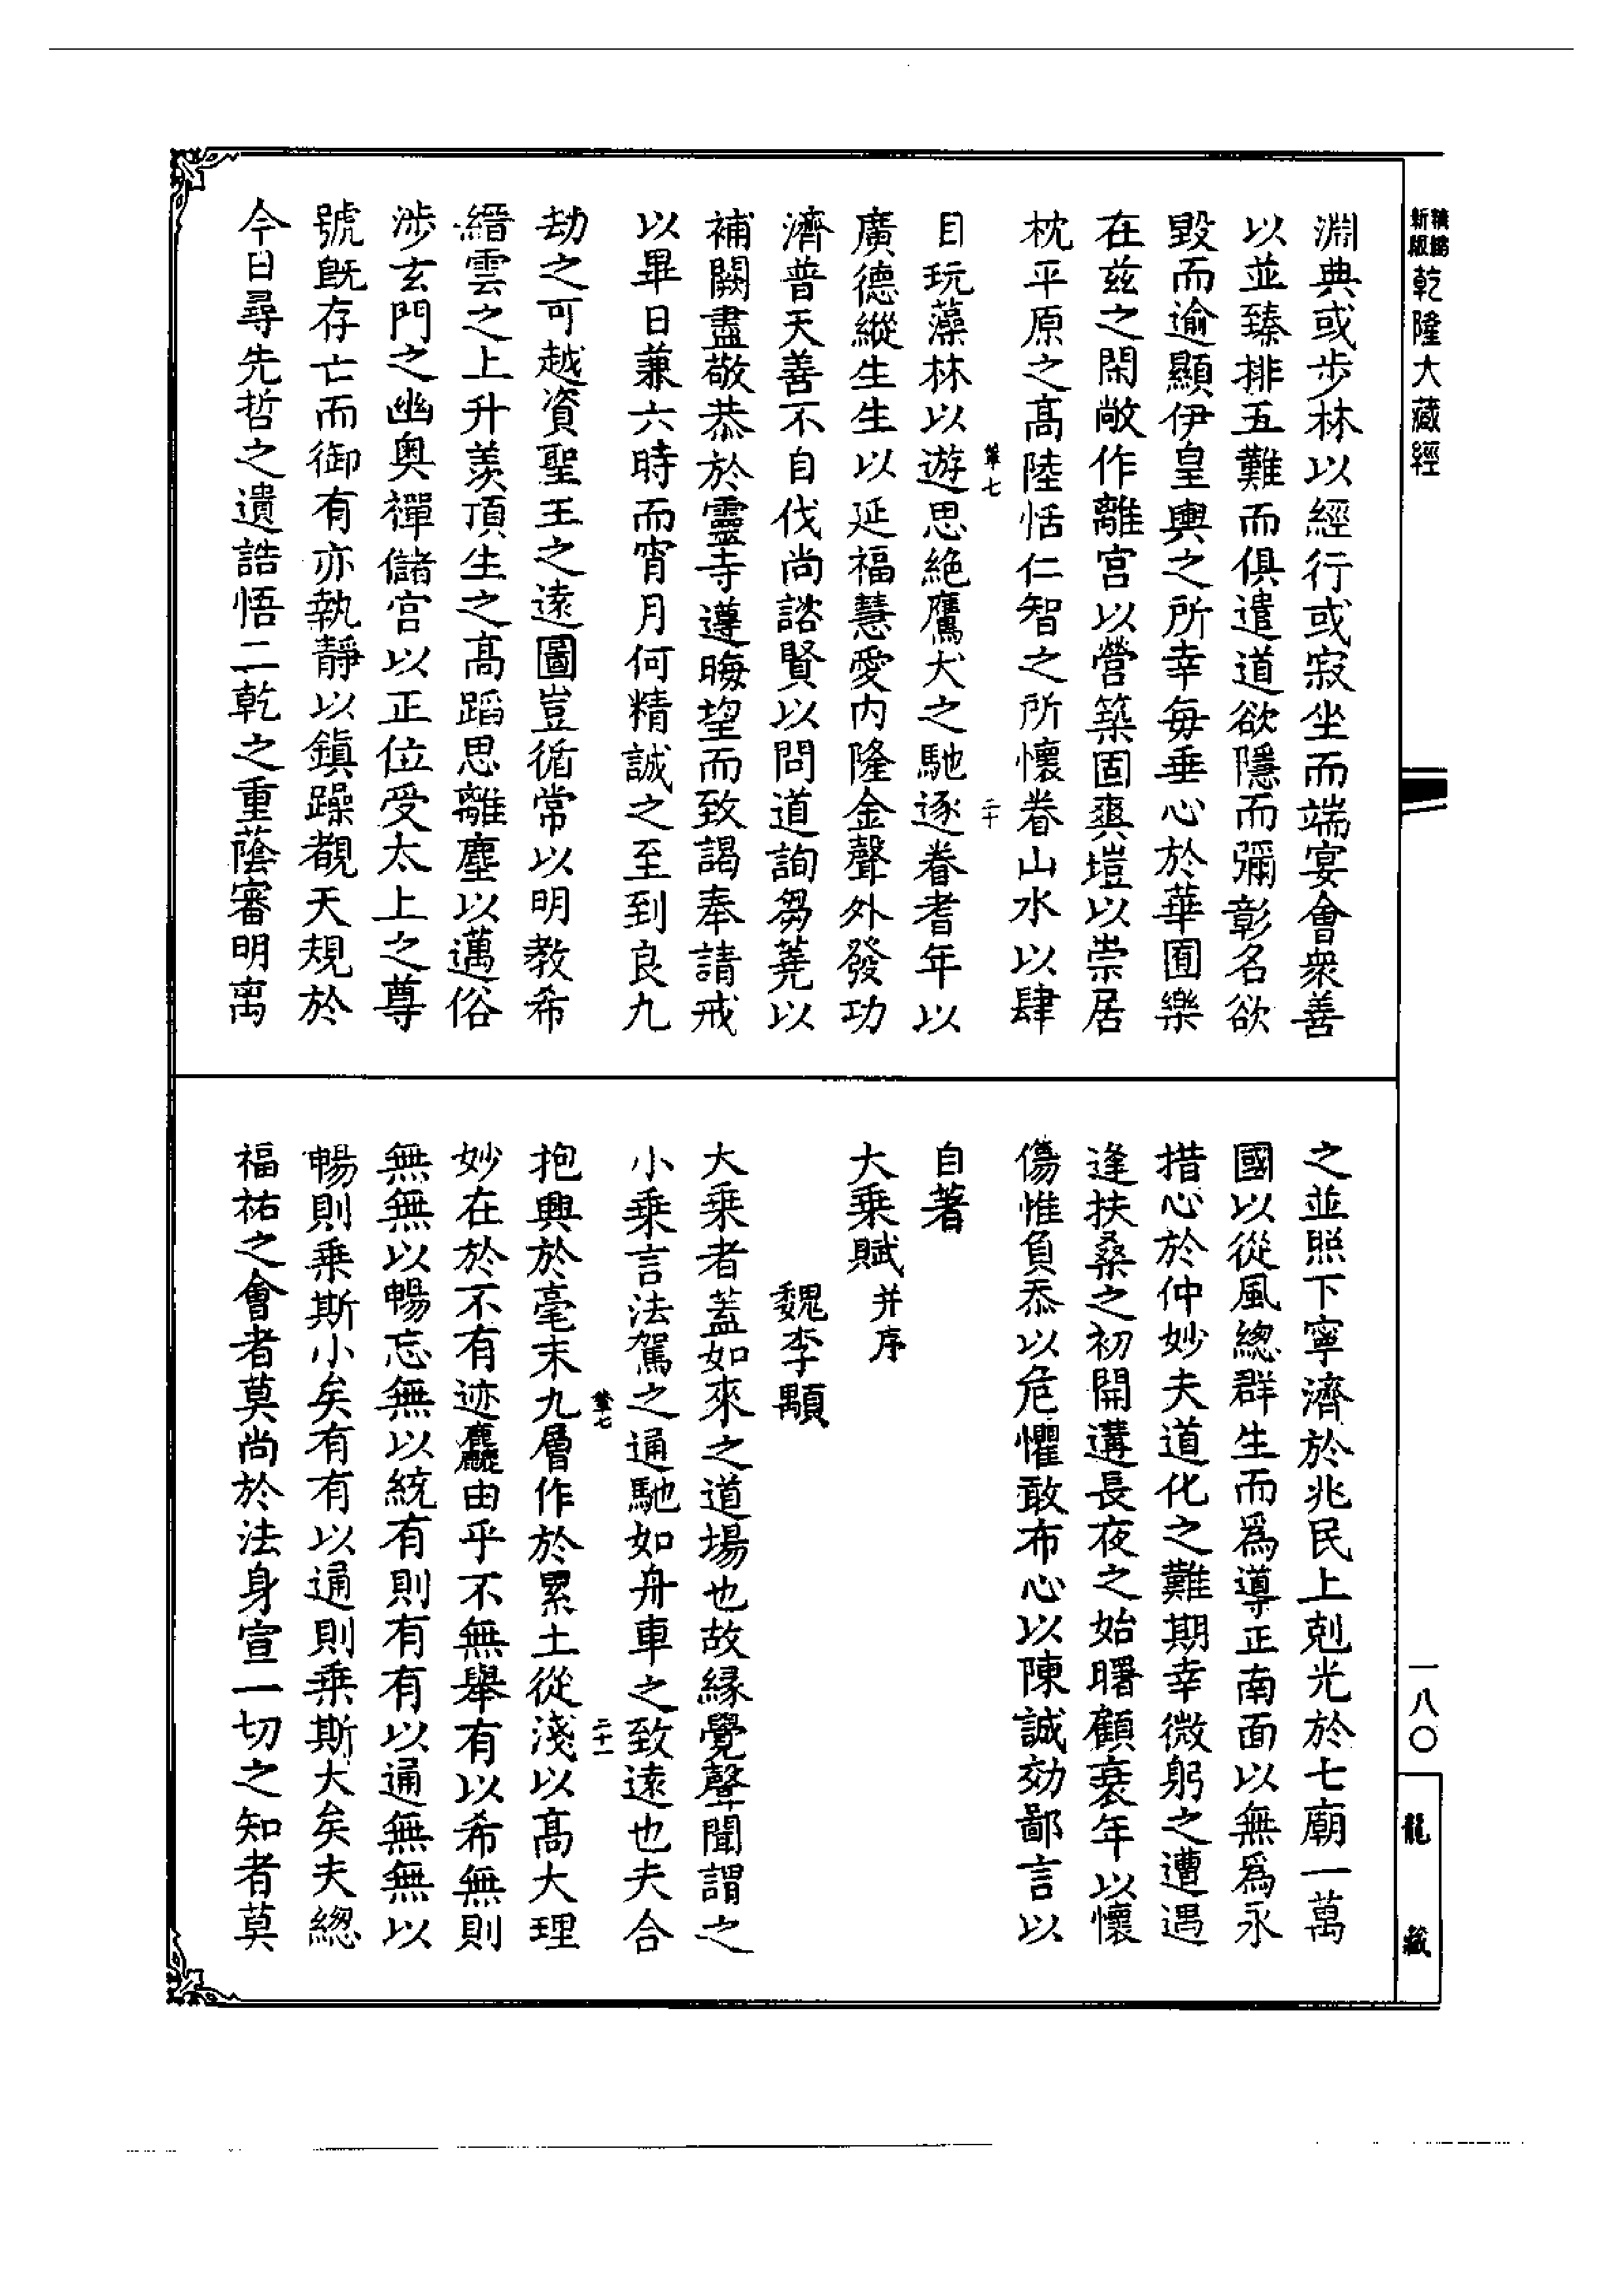 新版精縮乾隆大藏經
淵典或步林以經行或寂坐而端宴會衆善
以並臻排五難而俱遣道欲隱而彌彰名欲
毀而逾顯伊皇輿之所幸每垂心於華囿樂
在茲之閑敞作離宮以營築固爽塏以崇居
枕平原之髙陸恬仁智之所懷眷山水以肆
目玩藻林以遊思絶鷹犬之馳逐眷耆年以
廣德縱生生以延福慧愛内隆金聲外發功
濟普天善不自伐尚諮賢以問道詢芻蕘以
補闕盡敬恭於靈寺遵晦望而致謁奉請戒
以畢日兼六時而宵月何精誠之至到良九
劫之可越資聖王之遠圖豈循常以明教希
縉雲之上升羨頂生之髙蹈思離塵以邁俗
涉玄門之幽奥禪儲宫以正位受太上之尊
號既存亡而御有亦執靜以鎮躁覩天規於
今日尋先哲之遺誥悟二乾之重蔭審明离
之並照下寧濟於兆民上剋光於七廟一萬
國以從風總群生而爲導正南面以無爲永
措心於仲妙夫道化之難期幸微躬之遭遇
逢扶桑之初開遘長夜之始曙顧衰年以懷
傷惟負忝以危懼敢布心以陳誠効鄙言以
自著
大乗賦并序
魏李顒
大乗者蓋如來之道場也故縁覺聲聞謂之
小乗言法駕之通馳如舟車之致遠也夫合
抱興於毫末九層作於累土從淺以髙大理
妙在於不有迹麤由乎不無舉有以希無則
無無以暢忘無以統有則有有以通無無以
暢則乗斯小矣有有以通則乗斯大矣夫總
福祐之會者莫尚於法身宣一切之知者莫
一八〇
龍藏